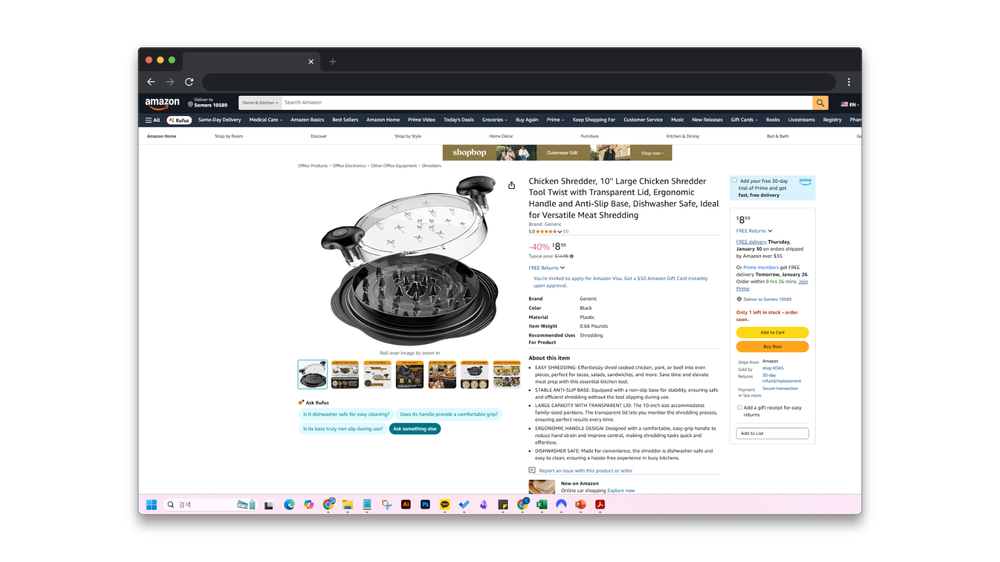 amazon
Deliver to
Somers 10589
Home & Kitchen
Search Amazon
EN
All
Rufus
Same-Day Delivery
Medical Care
Amazon Basics
Best Sellers
Amazon Home
Prime Video
Today's Deals
Groceries
Buy Again
Prime
Keep Shopping For
Customer Service
Music
New Releases
Gift Cards
Books
Livestreams
Registry
Pharr
Amazon Home
Shop by Room
Discover
Shop by Style
Home Décor
Furniture
Kitchen & Dining
Bed & Bath
Ga
shopbop
Outerwear Edit
Shop now
Office Products › Office Electronics › Other Office Equipment › Shredders
Roll over image to zoom in
Ask Rufus
Is it dishwasher safe for easy cleaning?
Does its handle provide a comfortable grip?
Is its base truly non slip during use?
Ask something else
Chicken Shredder, 10" Large Chicken Shredder
Tool Twist with Transparent Lid, Ergonomic
Handle and Anti-Slip Base, Dishwasher Safe, Ideal
for Versatile Meat Shredding
Brand: Generic
5.0 (1)
-40% $8 99
Typical price: $14.99
FREE Returns
You're invited to apply for Amazon Visa. Get a $50 Amazon Gift Card instantly
upon approval.
Brand Generic
Color Black
Material Plastic
Item Weight 0.66 Pounds
Recommended Uses Shredding
For Product
About this item
• EASY SHREDDING: Effortlessly shred cooked chicken, pork, or beef into even
pieces, perfect for tacos, salads, sandwiches, and more. Save time and elevate
meal prep with this essential kitchen tool.
• STABLE ANTI-SLIP BASE: Equipped with a non-slip base for stability, ensuring safe
and efficient shredding without the tool slipping during use.
• LARGE CAPACITY WITH TRANSPARENT LID: The 10-inch size accommodates
family-sized portions. The transparent lid lets you monitor the shredding process,
ensuring perfect results every time.
• ERGONOMIC HANDLE DESIGN: Designed with a comfortable, easy-grip handle to
reduce hand strain and improve control, making shredding tasks quick and
effortless.
• DISHWASHER SAFE: Made for convenience, the shredder is dishwasher-safe and
easy to clean, ensuring a hassle-free experience in busy kitchens.
Report an issue with this product or seller
New on Amazon
Online car shopping Explore now
Add your free 30-day
trial of Prime and get
fast, free delivery
prime
$8 99
FREE Returns
FREE delivery Thursday,
January 30 on orders shipped
by Amazon over $35
Or Prime members get FREE
delivery Tomorrow, January 26.
Order within 9 hrs 26 mins. Join
Prime
Deliver to Somers 10589
Only 1 left in stock - order
soon.
Add to Cart
Buy Now
Ships from Amazon
Sold by shop KOAS
Returns 30-day
refund/replacement
Payment Secure transaction
See more
Add a gift receipt for easy
returns
Add to List
검색
Ai
Ps
TALK
C
X
P